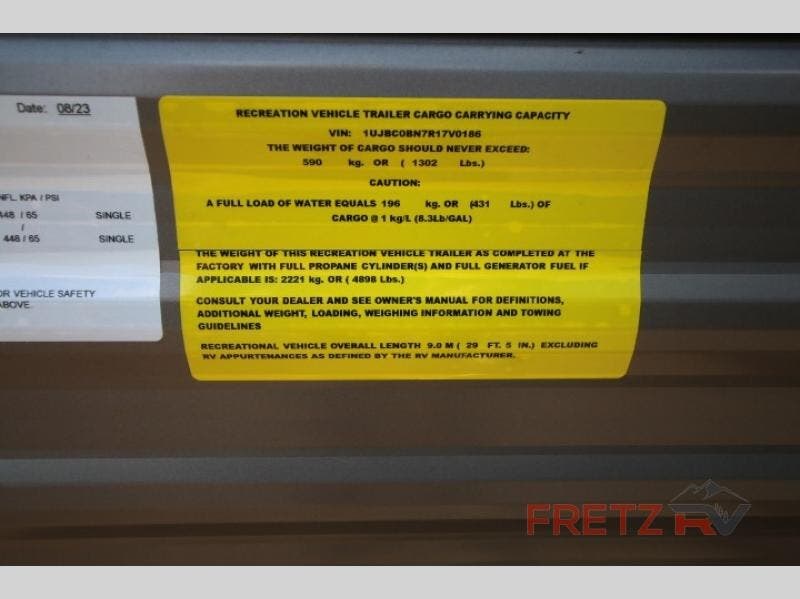 Date: 08/23
NFL. KPA / PSI
448 / 65 SINGLE
/
448 / 65 SINGLE
OR VEHICLE SAFETY
ABOVE.
RECREATION VEHICLE TRAILER CARGO CARRYING CAPACITY
VIN: 1UJBC0BN7R17V0186
THE WEIGHT OF CARGO SHOULD NEVER EXCEED:
590 kg. OR ( 1302 Lbs.)
CAUTION:
A FULL LOAD OF WATER EQUALS 196 kg. OR (431 Lbs.) OF
CARGO @ 1 kg/L (8.3Lb/GAL)
THE WEIGHT OF THIS RECREATION VEHICLE TRAILER AS COMPLETED AT THE
FACTORY WITH FULL PROPANE CYLINDER(S) AND FULL GENERATOR FUEL IF
APPLICABLE IS: 2221 kg. OR ( 4898 Lbs.)
CONSULT YOUR DEALER AND SEE OWNER'S MANUAL FOR DEFINITIONS,
ADDITIONAL WEIGHT, LOADING, WEIGHING INFORMATION AND TOWING
GUIDELINES
RECREATIONAL VEHICLE OVERALL LENGTH 9.0 M ( 29 FT. 5 IN.) EXCLUDING
RV APPURTENANCES AS DEFINED BY THE RV MANUFACTURER.
FRETZ RV